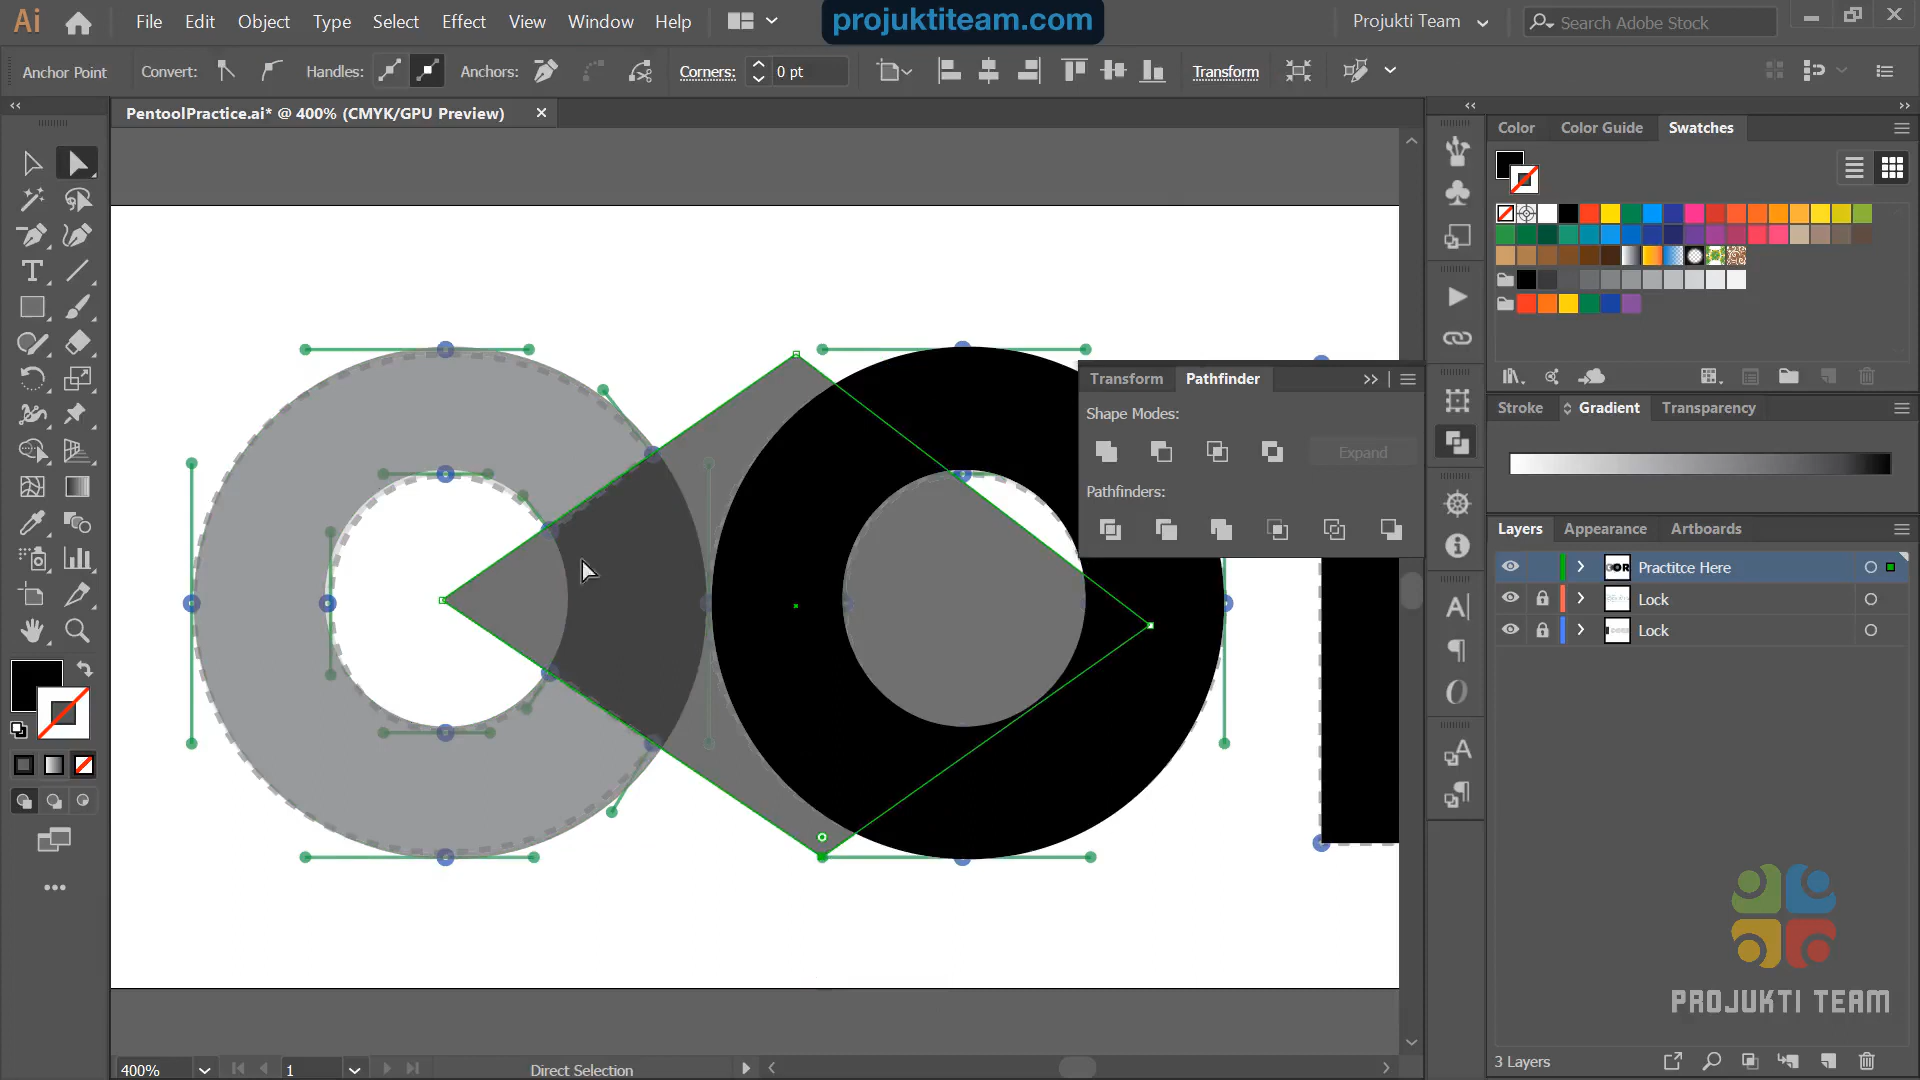 Ai File Edit Object Type Select Effect View Window Help projuktiteam.com Projukti Team Search Adobe Stock
Anchor Point Convert: Handles: Anchors: Corners: 0 pt Transform
PentoolPractice.ai* @ 400% (CMYK/GPU Preview)
Color Color Guide Swatches
Transform Pathfinder
Shape Modes:
Expand
Pathfinders:
Stroke Gradient Transparency
Layers Appearance Artboards
Practitce Here
Lock
Lock
PROJUKTI TEAM
3 Layers
400% 1 Direct Selection